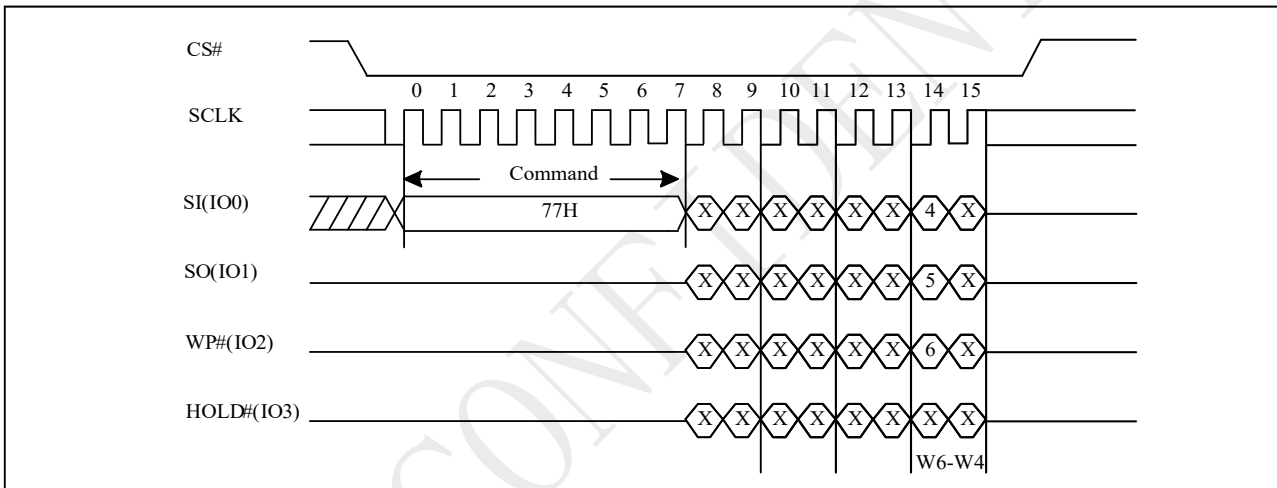 CS#
0 1 2 3 4 5 6 7 8 9 10 11 12 13 14 15
SCLK
Command
SI(IO0) 77H X X X X X X 4 X
SO(IO1) X X X X X X 5 X
WP#(IO2) X X X X X X 6 X
HOLD#(IO3) X X X X X X X X
W6-W4
CONFIDEN